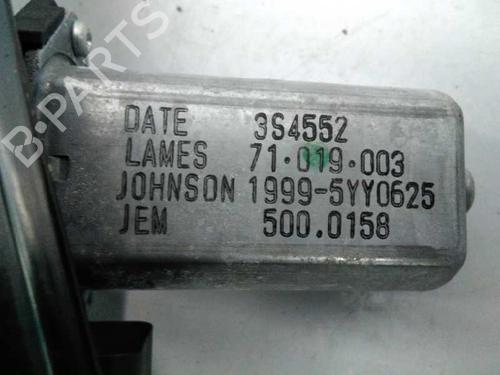 B-PARTS
DATE 3S4552
LAMES 71·019·003
JOHNSON 1999-5YY0625
JEM 500.0158